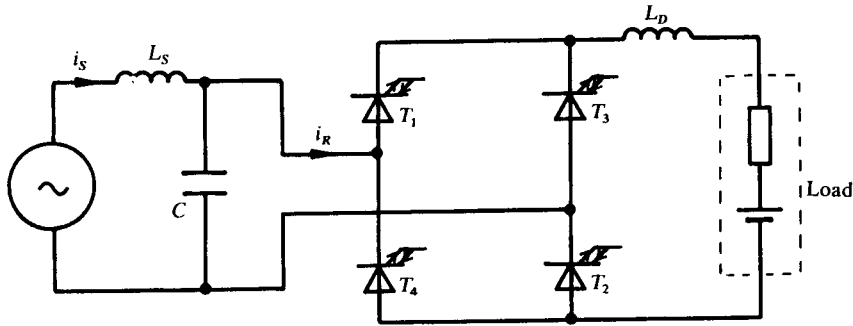 L_D
i_S
L_S
T_1
T_3
i_R
Load
C
T_4
T_2